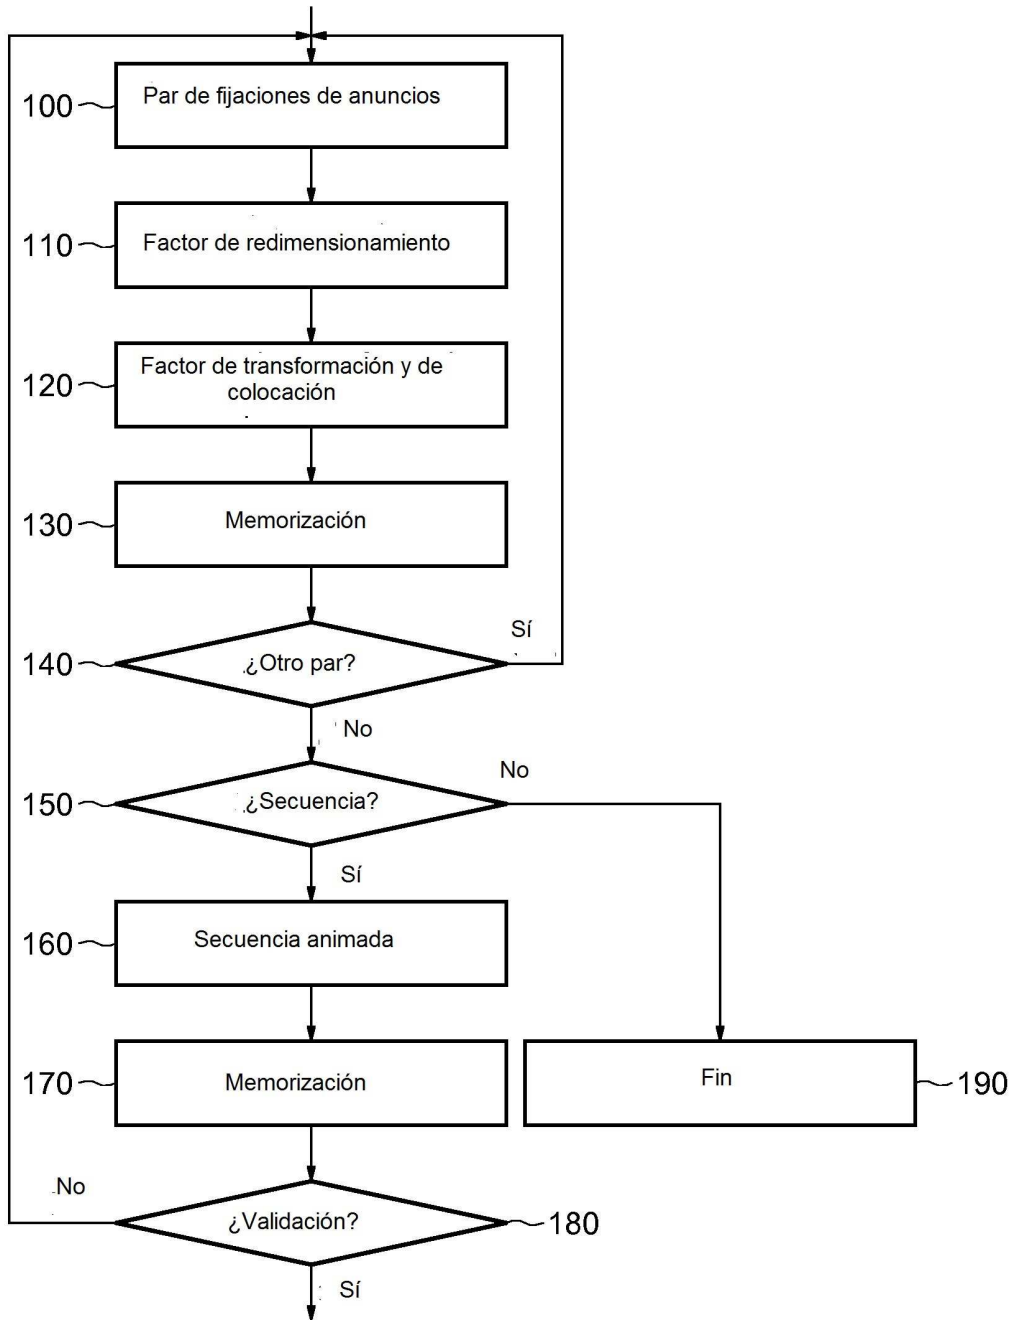 100
Par de fijaciones de anuncios
110
Factor de redimensionamiento
120
Factor de transformación y de
colocación
130
Memorización
Sí
140
¿Otro par?
No
No
150
¿Secuencia?
Sí
160
Secuencia animada
170
Memorización
Fin
190
No
¿Validación?
180
Sí